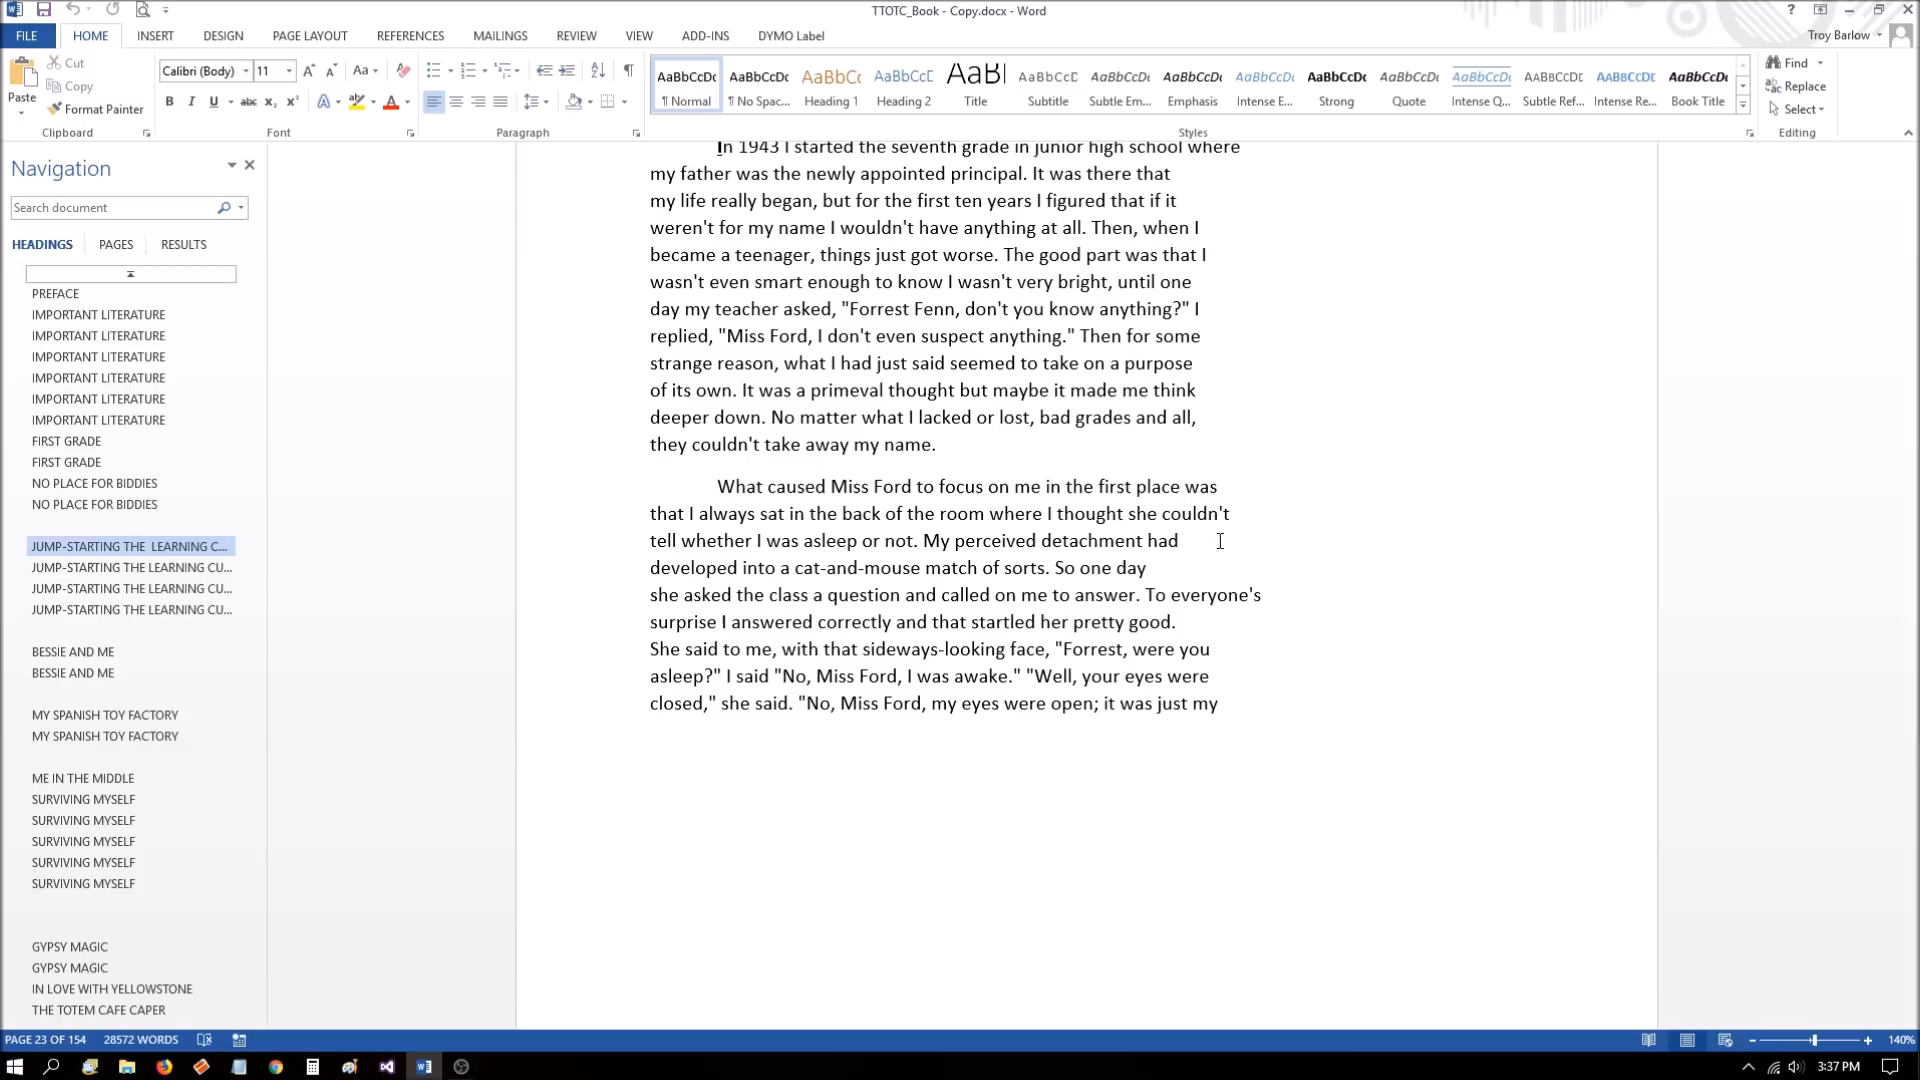 TTOTC_Book - Copy.docx - Word
?
FILE HOME INSERT DESIGN PAGE LAYOUT REFERENCES MAILINGS REVIEW VIEW ADD-INS DYMO Label
Troy Barlow
Paste
Cut
Copy
Format Painter
Clipboard
Calibri (Body) 11
Font
Paragraph
AaBbCcDc AaBbCcDc AaBbC AaBbCcE AaB AaBbCcD AaBbCcDc AaBbCcDc AaBbCcDc AaBbCcDc AaBbCcDc AaBbCcDc AABBCCDC AABBCCDC AaBbCcDc
¶ Normal ¶ No Spac... Heading 1 Heading 2 Title Subtitle Subtle Em... Emphasis Intense E... Strong Quote Intense Q... Subtle Ref... Intense Re... Book Title
Styles
Find
Replace
Select
Editing
Navigation
Search document
HEADINGS PAGES RESULTS
PREFACE
IMPORTANT LITERATURE
IMPORTANT LITERATURE
IMPORTANT LITERATURE
IMPORTANT LITERATURE
IMPORTANT LITERATURE
IMPORTANT LITERATURE
FIRST GRADE
FIRST GRADE
NO PLACE FOR BIDDIES
NO PLACE FOR BIDDIES
JUMP-STARTING THE LEARNING C...
JUMP-STARTING THE LEARNING CU...
JUMP-STARTING THE LEARNING CU...
JUMP-STARTING THE LEARNING CU...
BESSIE AND ME
BESSIE AND ME
MY SPANISH TOY FACTORY
MY SPANISH TOY FACTORY
ME IN THE MIDDLE
SURVIVING MYSELF
SURVIVING MYSELF
SURVIVING MYSELF
SURVIVING MYSELF
SURVIVING MYSELF
GYPSY MAGIC
GYPSY MAGIC
IN LOVE WITH YELLOWSTONE
THE TOTEM CAFE CAPER
In 1943 I started the seventh grade in junior high school where
my father was the newly appointed principal. It was there that
my life really began, but for the first ten years I figured that if it
weren't for my name I wouldn't have anything at all. Then, when I
became a teenager, things just got worse. The good part was that I
wasn't even smart enough to know I wasn't very bright, until one
day my teacher asked, "Forrest Fenn, don't you know anything?" I
replied, "Miss Ford, I don't even suspect anything." Then for some
strange reason, what I had just said seemed to take on a purpose
of its own. It was a primeval thought but maybe it made me think
deeper down. No matter what I lacked or lost, bad grades and all,
they couldn't take away my name.
What caused Miss Ford to focus on me in the first place was
that I always sat in the back of the room where I thought she couldn't
tell whether I was asleep or not. My perceived detachment had
developed into a cat-and-mouse match of sorts. So one day
she asked the class a question and called on me to answer. To everyone's
surprise I answered correctly and that startled her pretty good.
She said to me, with that sideways-looking face, "Forrest, were you
asleep?" I said "No, Miss Ford, I was awake." "Well, your eyes were
closed," she said. "No, Miss Ford, my eyes were open; it was just my
PAGE 23 OF 154 28572 WORDS
140%
3:37 PM